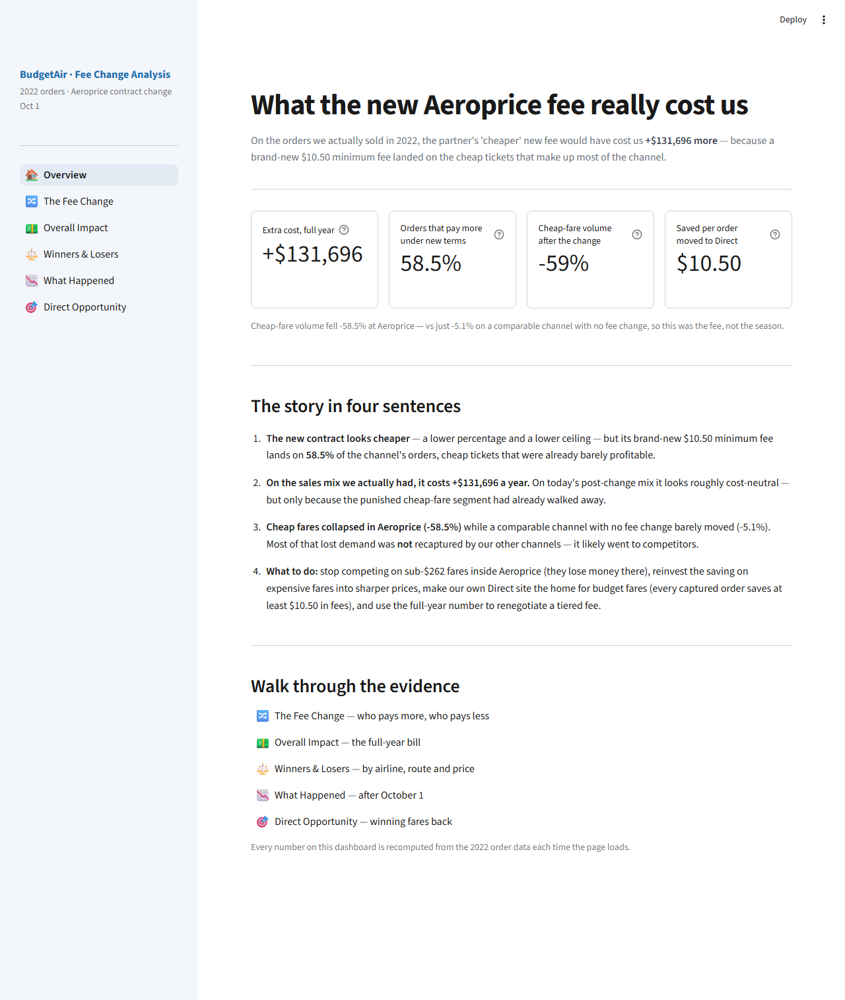 Deploy
BudgetAir · Fee Change Analysis
2022 orders · Aeroprice contract change
Oct 1
Overview
The Fee Change
Overall Impact
Winners & Losers
What Happened
Direct Opportunity
What the new Aeroprice fee really cost us
On the orders we actually sold in 2022, the partner's 'cheaper' new fee would have cost us +$131,696 more — because a
brand-new $10.50 minimum fee landed on the cheap tickets that make up most of the channel.
Extra cost, full year
+$131,696
Orders that pay more
under new terms
58.5%
Cheap-fare volume
after the change
-59%
Saved per order
moved to Direct
$10.50
Cheap-fare volume fell -58.5% at Aeroprice — vs just -5.1% on a comparable channel with no fee change, so this was the fee, not the season.
The story in four sentences
1. The new contract looks cheaper — a lower percentage and a lower ceiling — but its brand-new $10.50 minimum fee
lands on 58.5% of the channel's orders, cheap tickets that were already barely profitable.
2. On the sales mix we actually had, it costs +$131,696 a year. On today's post-change mix it looks roughly cost-neutral —
but only because the punished cheap-fare segment had already walked away.
3. Cheap fares collapsed in Aeroprice (-58.5%) while a comparable channel with no fee change barely moved (-5.1%).
Most of that lost demand was not recaptured by our other channels — it likely went to competitors.
4. What to do: stop competing on sub-$262 fares inside Aeroprice (they lose money there), reinvest the saving on
expensive fares into sharper prices, make our own Direct site the home for budget fares (every captured order saves at
least $10.50 in fees), and use the full-year number to renegotiate a tiered fee.
Walk through the evidence
The Fee Change — who pays more, who pays less
Overall Impact — the full-year bill
Winners & Losers — by airline, route and price
What Happened — after October 1
Direct Opportunity — winning fares back
Every number on this dashboard is recomputed from the 2022 order data each time the page loads.